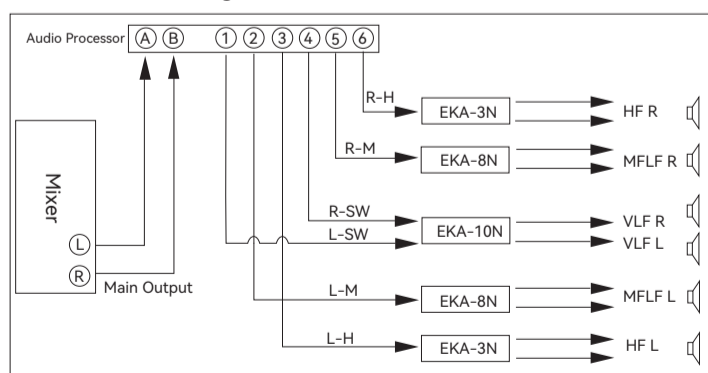 Audio Processor A B 1 2 3 4 5 6
R-H
EKA-3N
HF R
R-M
EKA-8N
MFLF R
Mixer
R-SW
L-SW
EKA-10N
VLF R
VLF L
L
R
Main Output
L-M
EKA-8N
MFLF L
L-H
EKA-3N
HF L